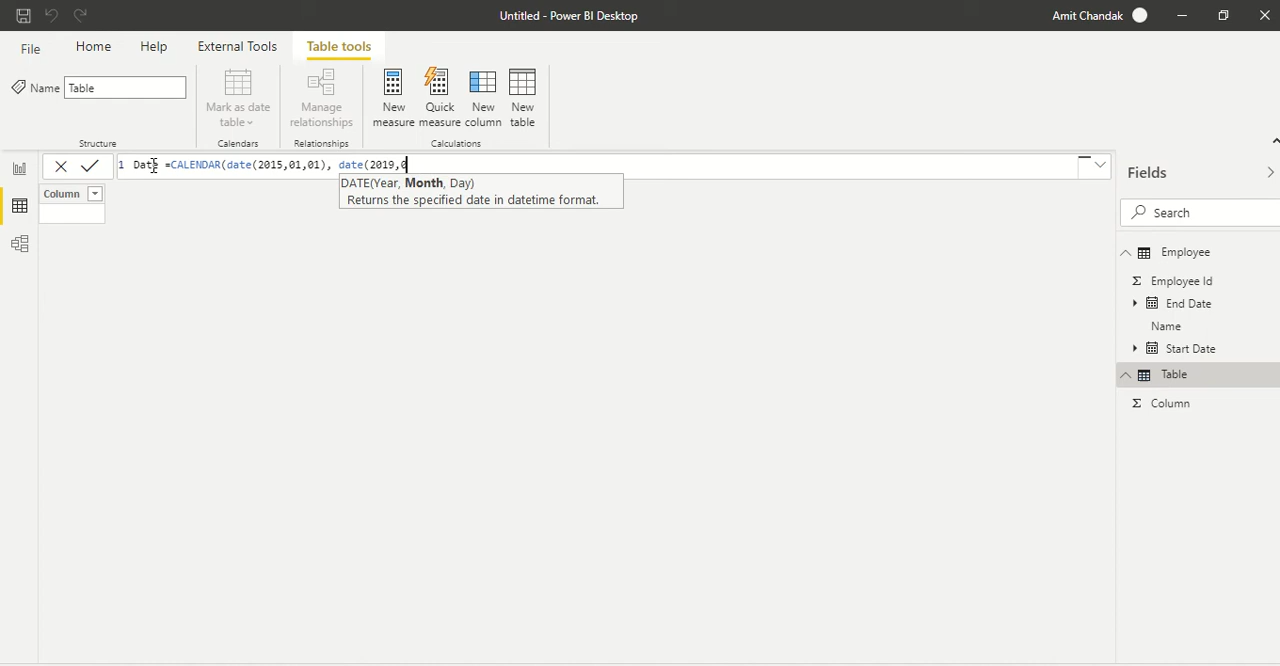 Untitled - Power BI Desktop
Amit Chandak
File
Home
Help
External Tools
Table tools
Name
Table
Mark as date table
Manage relationships
New measure
Quick measure
New column
New table
Structure
Calendars
Relationships
Calculations
1 Date =CALENDAR(date(2015,01,01), date(2019,0
DATE(Year, Month, Day)
Returns the specified date in datetime format.
Column
Fields
Search
Employee
Σ Employee Id
End Date
Name
Start Date
Table
Σ Column